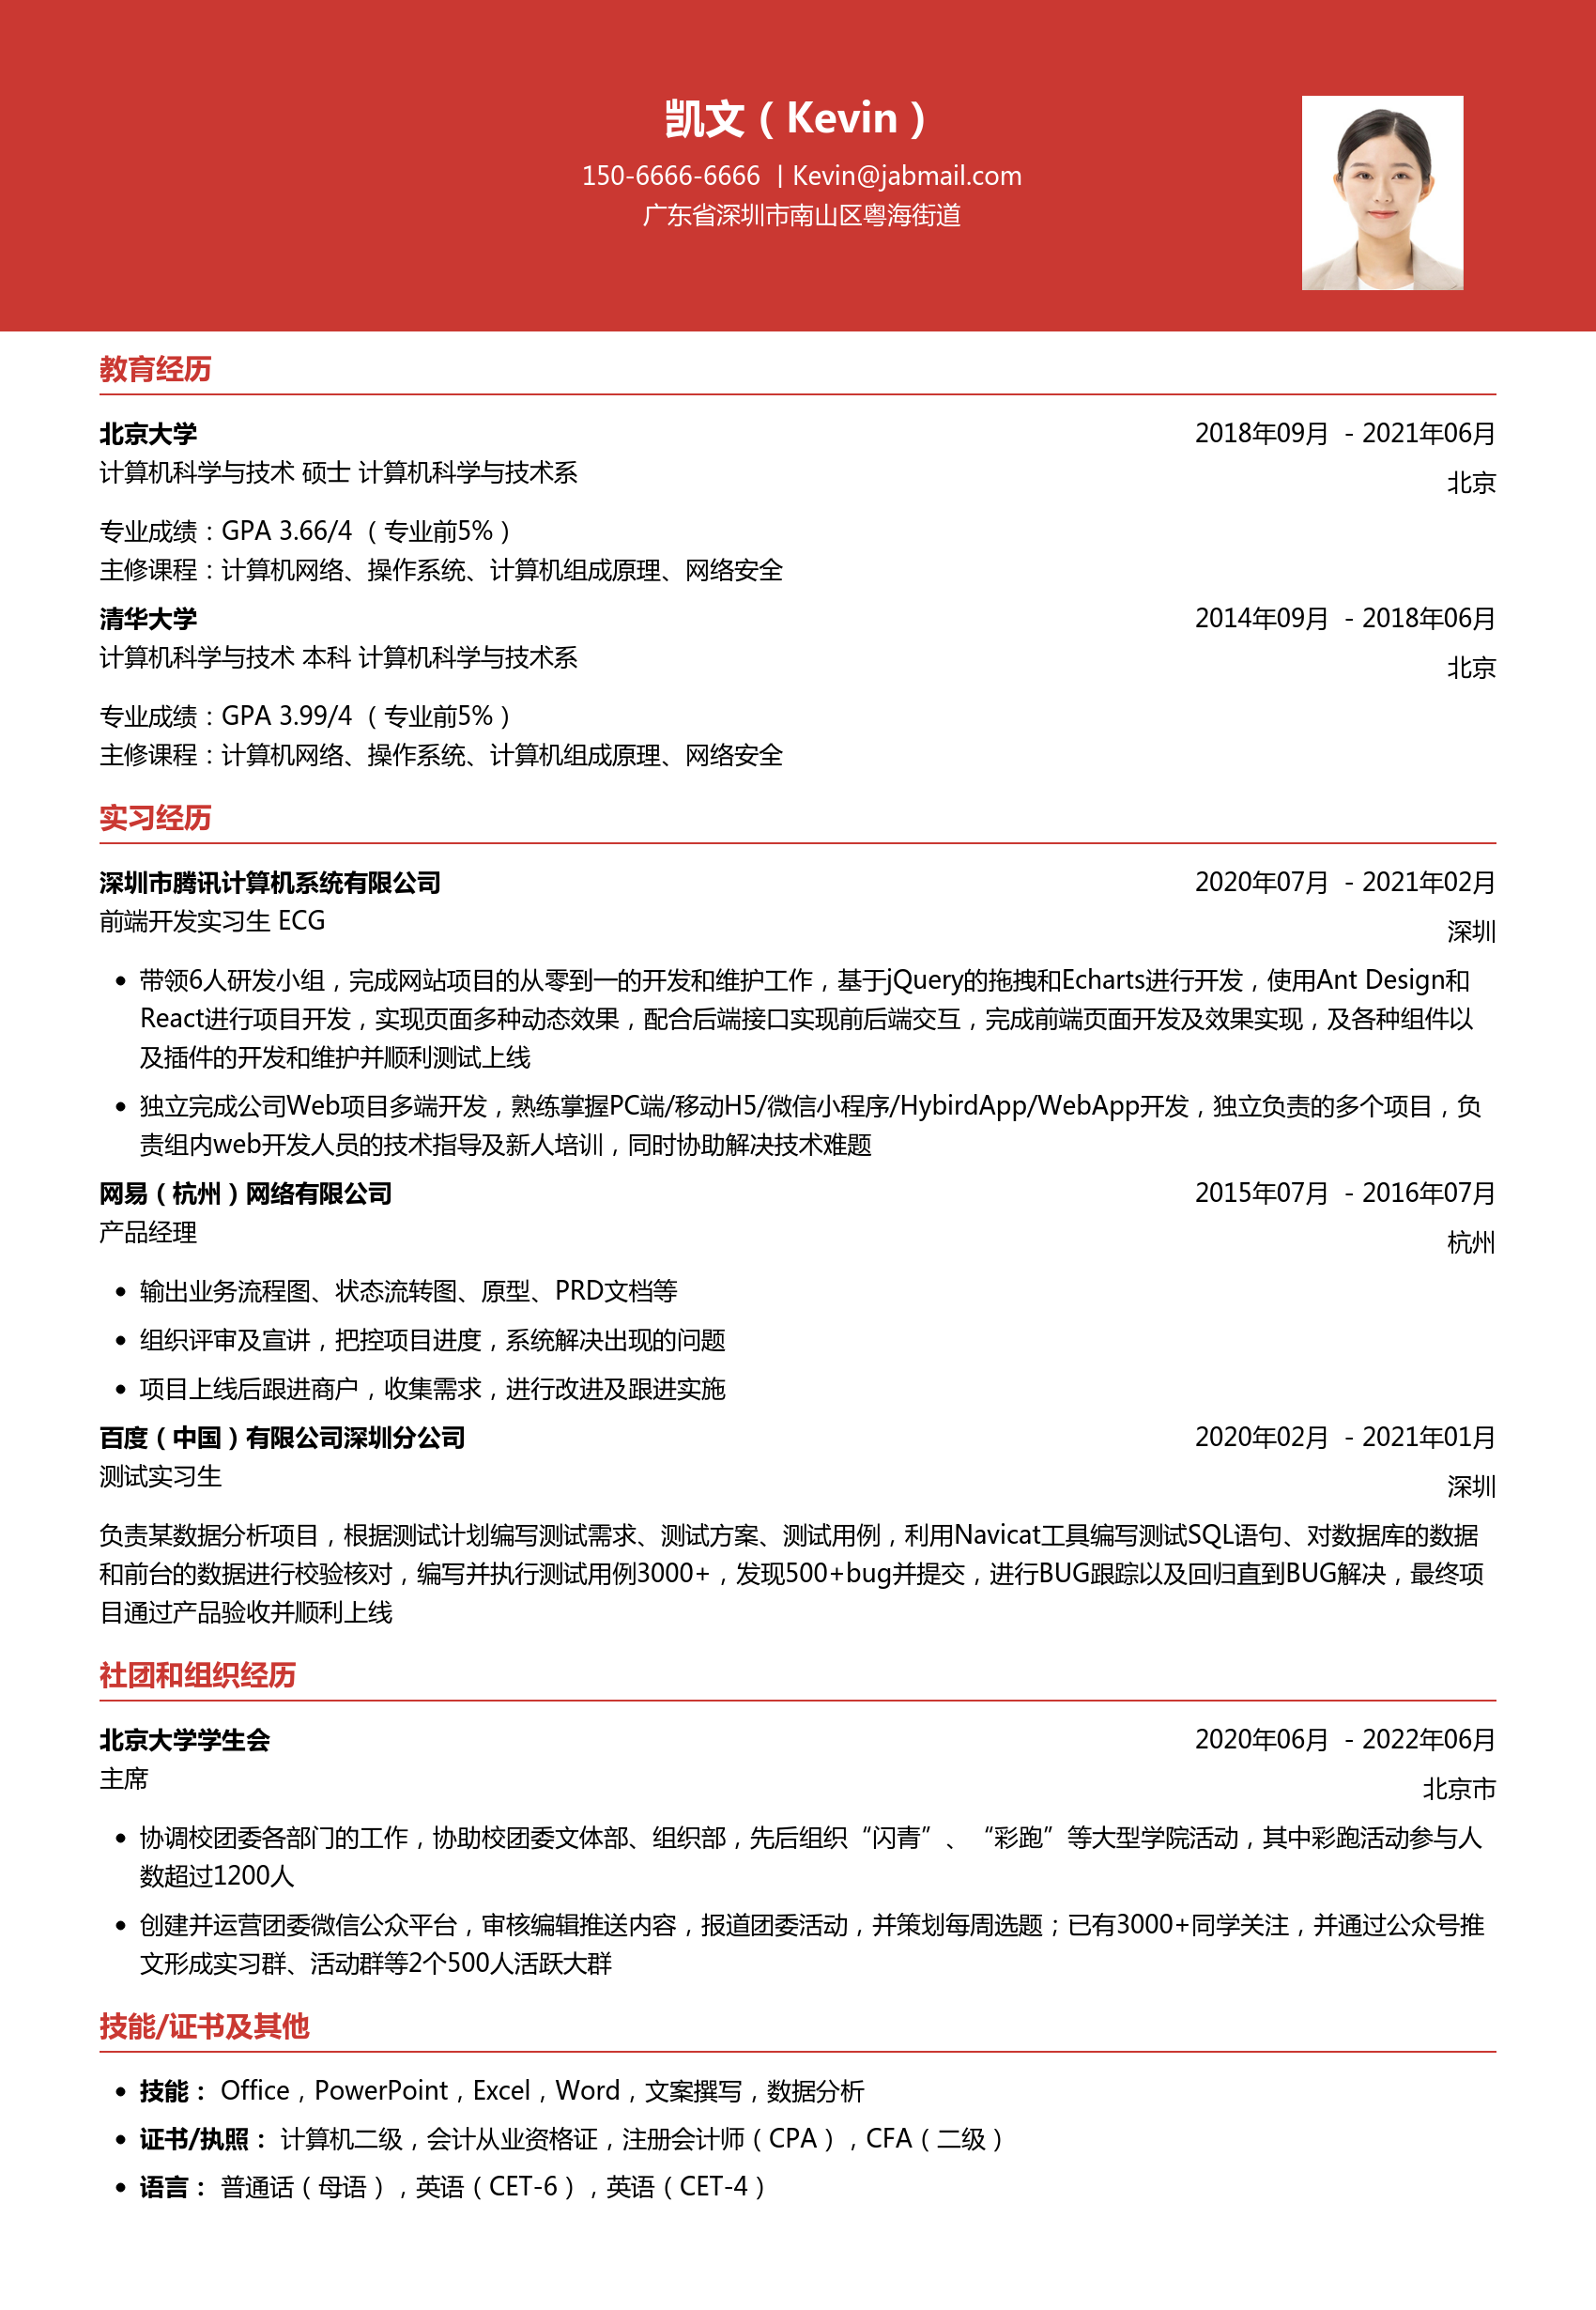 凯文（Kevin）
150-6666-6666 | Kevin@jabmail.com
广东省深圳市南山区粤海街道
教育经历
北京大学 2018年09月 - 2021年06月
计算机科学与技术 硕士 计算机科学与技术系 北京
专业成绩：GPA 3.66/4 （专业前5%）
主修课程：计算机网络、操作系统、计算机组成原理、网络安全
清华大学 2014年09月 - 2018年06月
计算机科学与技术 本科 计算机科学与技术系 北京
专业成绩：GPA 3.99/4 （专业前5%）
主修课程：计算机网络、操作系统、计算机组成原理、网络安全
实习经历
深圳市腾讯计算机系统有限公司 2020年07月 - 2021年02月
前端开发实习生 ECG 深圳
• 带领6人研发小组，完成网站项目的从零到一的开发和维护工作，基于jQuery的拖拽和Echarts进行开发，使用Ant Design和
React进行项目开发，实现页面多种动态效果，配合后端接口实现前后端交互，完成前端页面开发及效果实现，及各种组件以
及插件的开发和维护并顺利测试上线
• 独立完成公司Web项目多端开发，熟练掌握PC端/移动H5/微信小程序/HybirdApp/WebApp开发，独立负责的多个项目，负
责组内web开发人员的技术指导及新人培训，同时协助解决技术难题
网易（杭州）网络有限公司 2015年07月 - 2016年07月
产品经理 杭州
• 输出业务流程图、状态流转图、原型、PRD文档等
• 组织评审及宣讲，把控项目进度，系统解决出现的问题
• 项目上线后跟进商户，收集需求，进行改进及跟进实施
百度（中国）有限公司深圳分公司 2020年02月 - 2021年01月
测试实习生 深圳
负责某数据分析项目，根据测试计划编写测试需求、测试方案、测试用例，利用Navicat工具编写测试SQL语句、对数据库的数据
和前台的数据进行校验核对，编写并执行测试用例3000+，发现500+bug并提交，进行BUG跟踪以及回归直到BUG解决，最终项
目通过产品验收并顺利上线
社团和组织经历
北京大学学生会 2020年06月 - 2022年06月
主席 北京市
• 协调校团委各部门的工作，协助校团委文体部、组织部，先后组织“闪青”、“彩跑”等大型学院活动，其中彩跑活动参与人
数超过1200人
• 创建并运营团委微信公众平台，审核编辑推送内容，报道团委活动，并策划每周选题；已有3000+同学关注，并通过公众号推
文形成实习群、活动群等2个500人活跃大群
技能/证书及其他
• 技能： Office，PowerPoint，Excel，Word，文案撰写，数据分析
• 证书/执照： 计算机二级，会计从业资格证，注册会计师（CPA），CFA（二级）
• 语言： 普通话（母语），英语（CET-6），英语（CET-4）